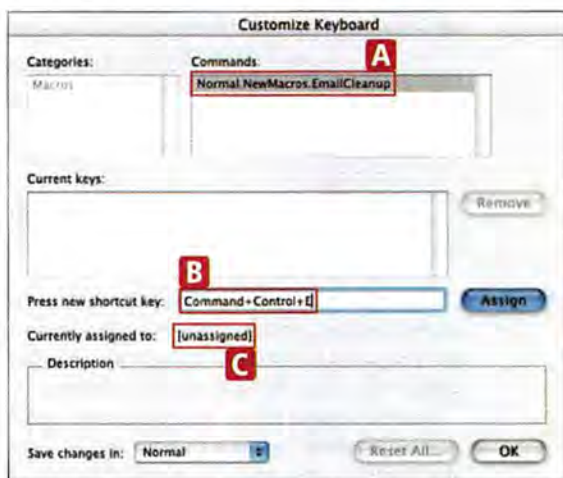 Customize Keyboard
Categories:
Commands:
A
Macros
Normal.NewMacros.EmailCleanup
Current keys:
Remove
B
Press new shortcut key:
Command+Control+E
Assign
Currently assigned to:
[unassigned]
C
Description
Save changes in:
Normal
Reset All...
OK